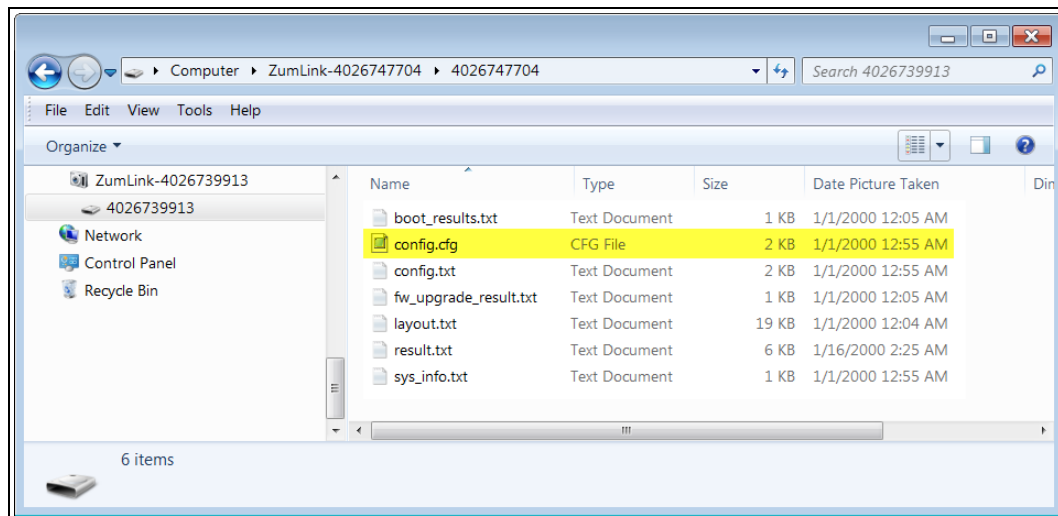 Computer ZumLink-4026747704 4026747704 Search 4026739913
File Edit View Tools Help
Organize
ZumLink-4026739913
4026739913
Network
Control Panel
Recycle Bin
Name Type Size Date Picture Taken Dim
boot_results.txt Text Document 1 KB 1/1/2000 12:05 AM
config.cfg CFG File 2 KB 1/1/2000 12:55 AM
config.txt Text Document 2 KB 1/1/2000 12:55 AM
fw_upgrade_result.txt Text Document 1 KB 1/1/2000 12:05 AM
layout.txt Text Document 19 KB 1/1/2000 12:04 AM
result.txt Text Document 6 KB 1/16/2000 2:25 AM
sys_info.txt Text Document 1 KB 1/1/2000 12:55 AM
6 items